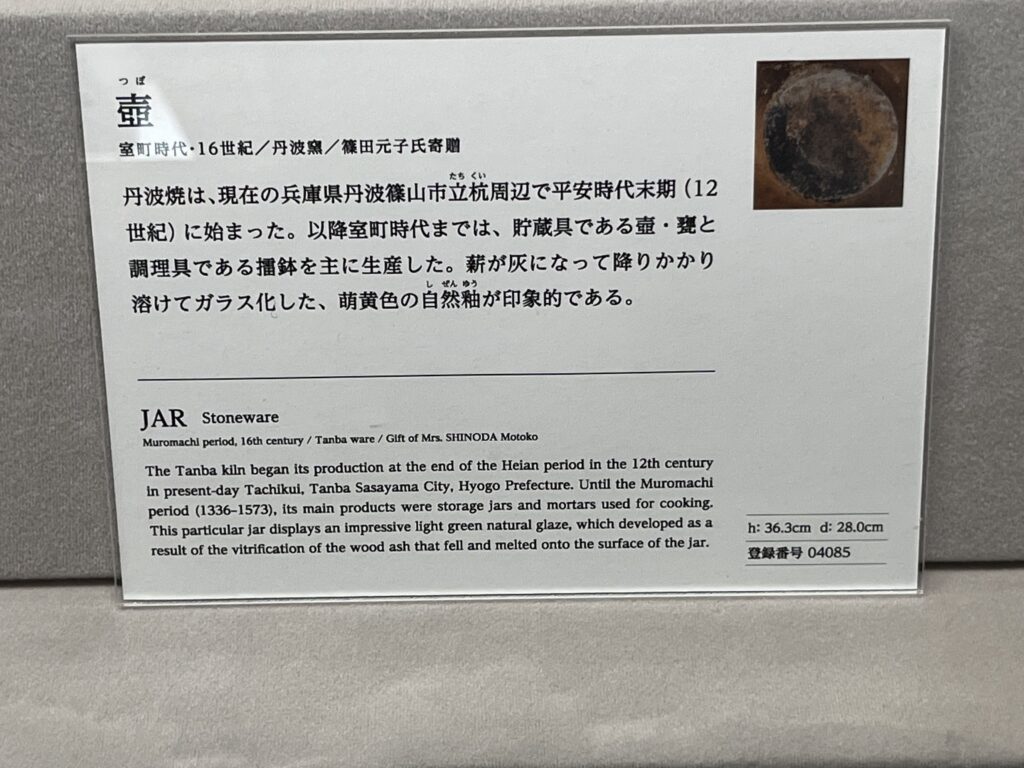 つぼ
壺
室町時代・16世紀／丹波窯／篠田元子氏寄贈
たち くい
丹波焼は、現在の兵庫県丹波篠山市立杭周辺で平安時代末期（12
世紀）に始まった。以降室町時代までは、貯蔵具である壺・甕と
調理具である擂鉢を主に生産した。薪が灰になって降りかかり
し ぜん ゆう
溶けてガラス化した、萌黄色の自然釉が印象的である。
JAR Stoneware
Muromachi period, 16th century / Tanba ware / Gift of Mrs. SHINODA Motoko
The Tanba kiln began its production at the end of the Heian period in the 12th century
in present-day Tachikui, Tanba Sasayama City, Hyogo Prefecture. Until the Muromachi
period (1336–1573), its main products were storage jars and mortars used for cooking.
This particular jar displays an impressive light green natural glaze, which developed as a
result of the vitrification of the wood ash that fell and melted onto the surface of the jar.
h: 36.3cm d: 28.0cm
登録番号 04085